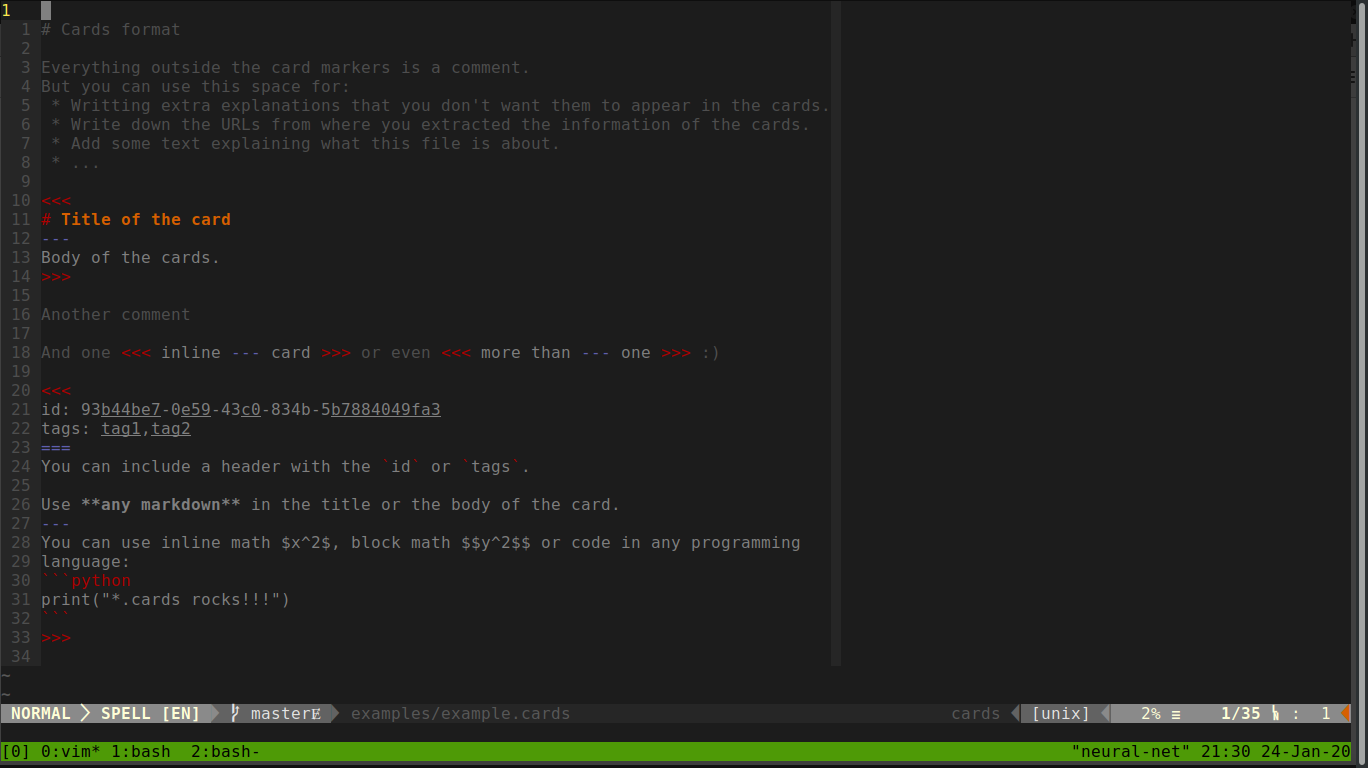 1
1 # Cards format
2
3 Everything outside the card markers is a comment.
4 But you can use this space for:
5  * Writting extra explanations that you don't want them to appear in the cards.
6  * Write down the URLs from where you extracted the information of the cards.
7  * Add some text explaining what this file is about.
8  * ...
9
10 <<<
11 # Title of the card
12 ---
13 Body of the cards.
14 >>>
15
16 Another comment
17
18 And one <<< inline --- card >>> or even <<< more than --- one >>> :)
19
20 <<<
21 id: 93b44be7-0e59-43c0-834b-5b7884049fa3
22 tags: tag1,tag2
23 ===
24 You can include a header with the `id` or `tags`.
25
26 Use **any markdown** in the title or the body of the card.
27 ---
28 You can use inline math $x^2$, block math $$y^2$$ or code in any programming
29 language:
30 ```python
31 print("*.cards rocks!!!")
32 ```
33 >>>
34
~
~
NORMAL SPELL [EN] master examples/example.cards cards [unix] 2% ≡ 1/35 : 1
[0] 0:vim* 1:bash  2:bash- "neural-net" 21:30 24-Jan-20